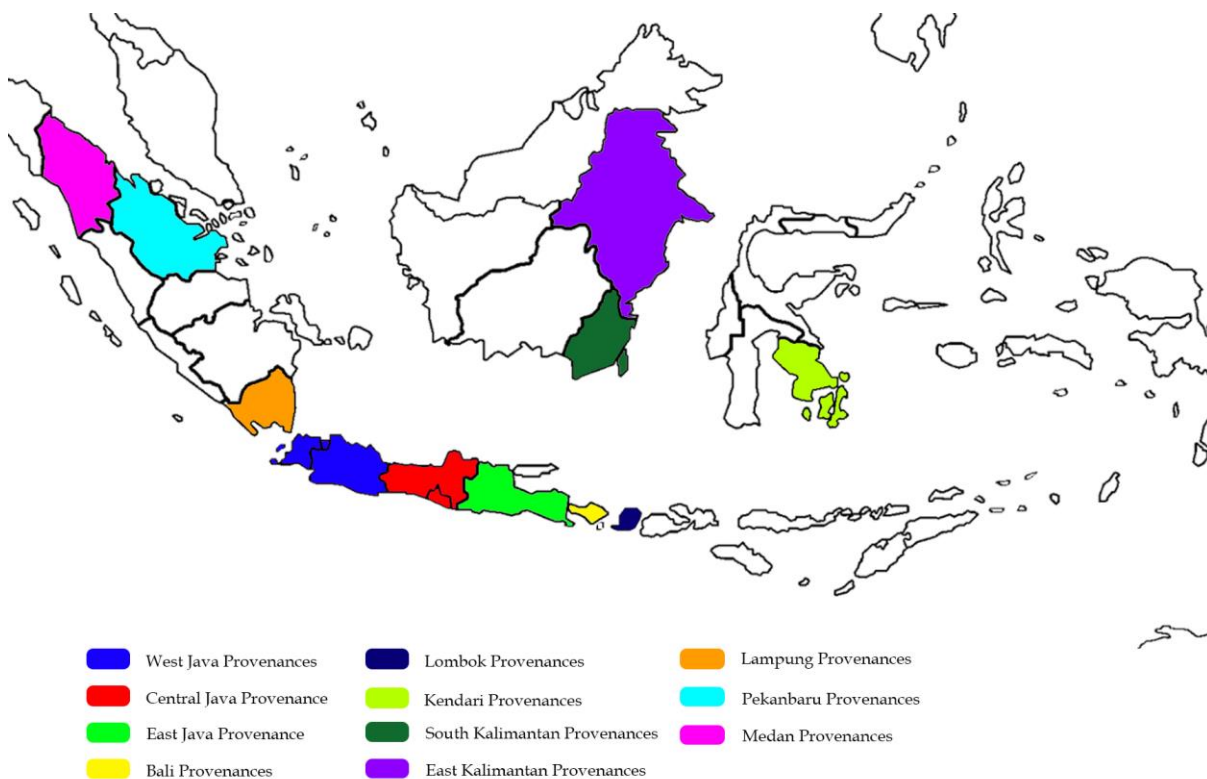 West Java Provenances
Central Java Provenance
East Java Provenance
Bali Provenances
Lombok Provenances
Kendari Provenances
South Kalimantan Provenances
East Kalimantan Provenances
Lampung Provenances
Pekanbaru Provenances
Medan Provenances